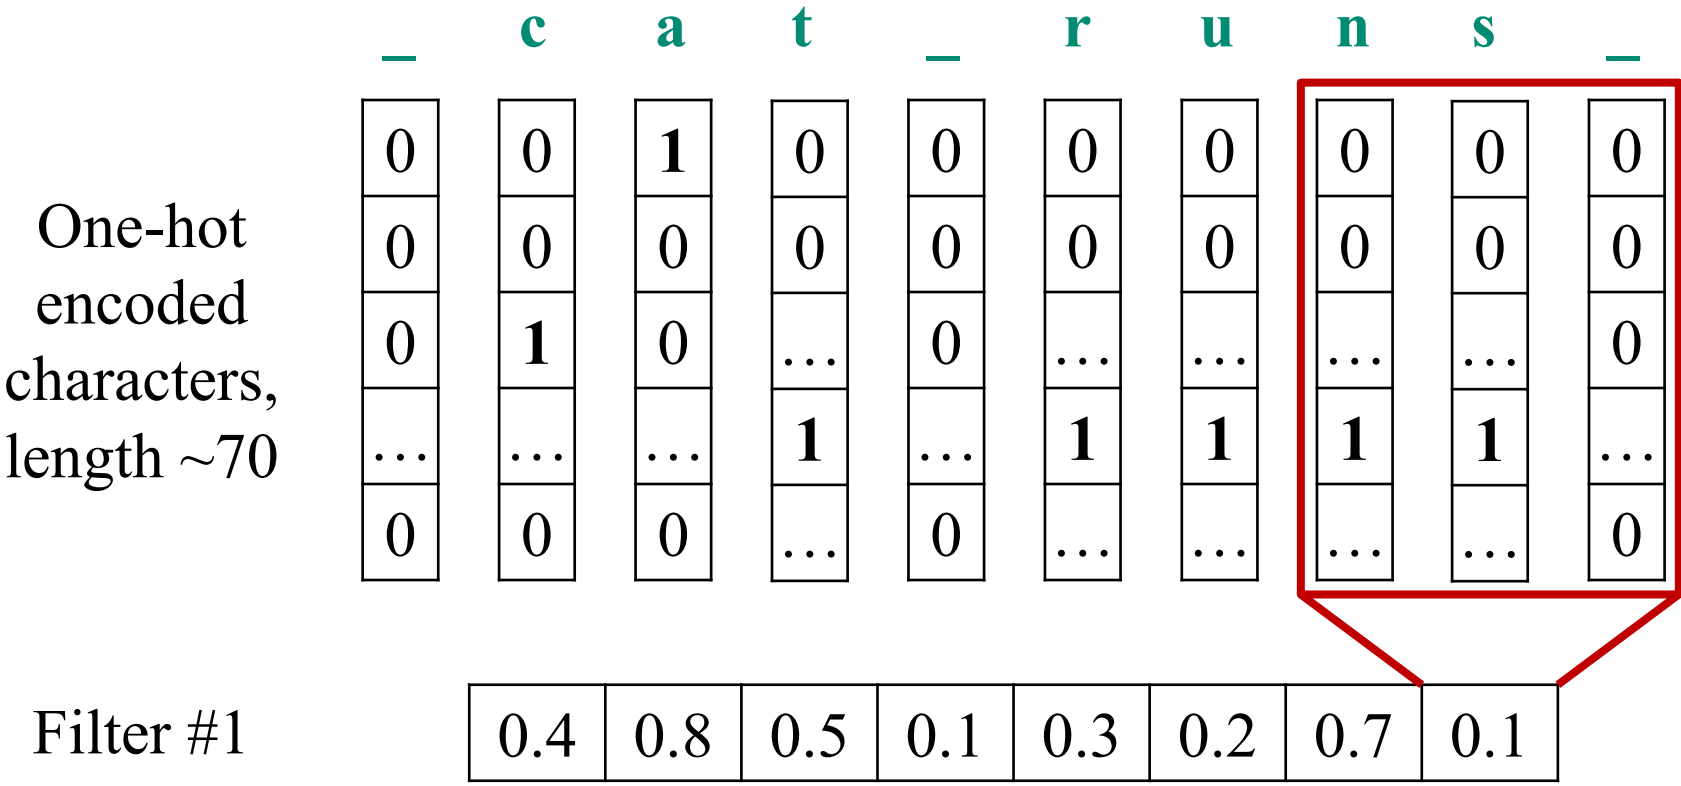 _ c a t _ r u n s _
0 0 1 0 0 0 0 0 0 0
0 0 0 0 0 0 0 0 0 0
0 1 0 … 0 … … … … 0
… … … 1 … 1 1 1 1 …
0 0 0 … 0 … … … … 0
One-hot
encoded
characters,
length ~70
Filter #1 0.4 0.8 0.5 0.1 0.3 0.2 0.7 0.1